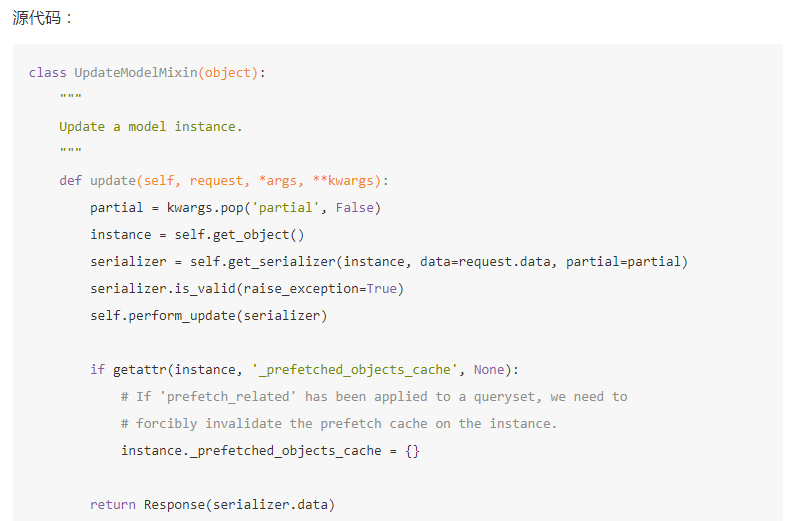 源代码：
class UpdateModelMixin(object):
    """
    Update a model instance.
    """
    def update(self, request, *args, **kwargs):
        partial = kwargs.pop('partial', False)
        instance = self.get_object()
        serializer = self.get_serializer(instance, data=request.data, partial=partial)
        serializer.is_valid(raise_exception=True)
        self.perform_update(serializer)

        if getattr(instance, '_prefetched_objects_cache', None):
            # If 'prefetch_related' has been applied to a queryset, we need to
            # forcibly invalidate the prefetch cache on the instance.
            instance._prefetched_objects_cache = {}

        return Response(serializer.data)